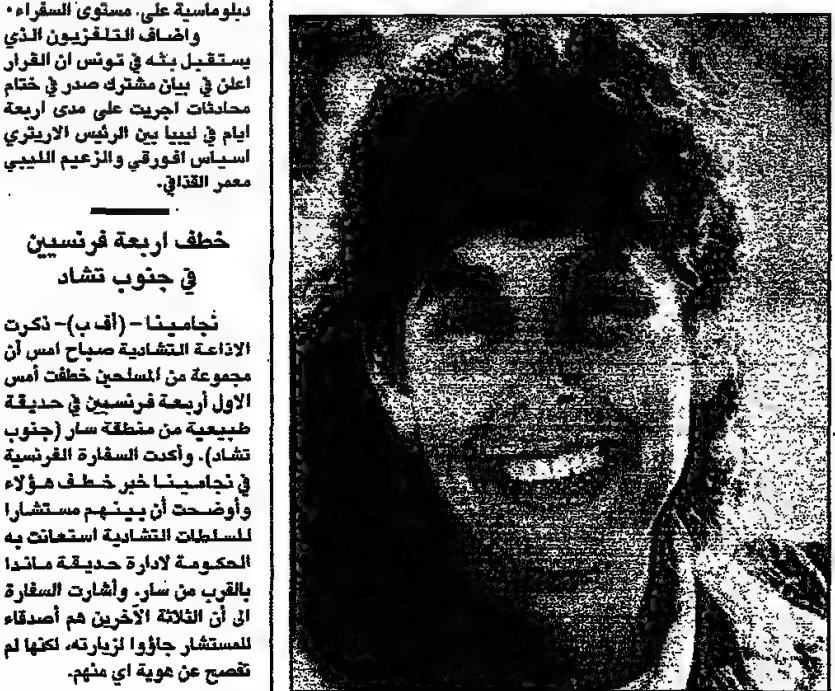 دبلوماسية على مستوى السفراء.
واضاف التلفزيون الذي
يستقبل بثه في تونس ان القرار
اعلن في بيان مشترك صدر في ختام
محادثات اجريت على مدى اربعة
ايام في ليبيا بين الرئيس الاريتري
اسياس افورقي والزعيم الليبي
معمر القذافي.
خطف اربعة فرنسيين
في جنوب تشاد
نجامينا - (أف ب) - ذكرت
الاذاعة التشادية صباح امس أن
مجموعة من المسلحين خطفت أمس
الاول أربعة فرنسيين في حديقة
طبيعية من منطقة سار (جنوب
تشاد). وأكدت السفارة الفرنسية
في نجامينا خبر خطف هؤلاء
وأوضحت أن بينهم مستشارا
للسلطات التشادية استعانت به
الحكومة لادارة حديقة ماندا
بالقرب من سار. وأشارت السفارة
الى أن الثلاثة الآخرين هم أصدقاء
للمستشار جاؤوا لزيارته، لكنها لم
تفصح عن هوية اي منهم.